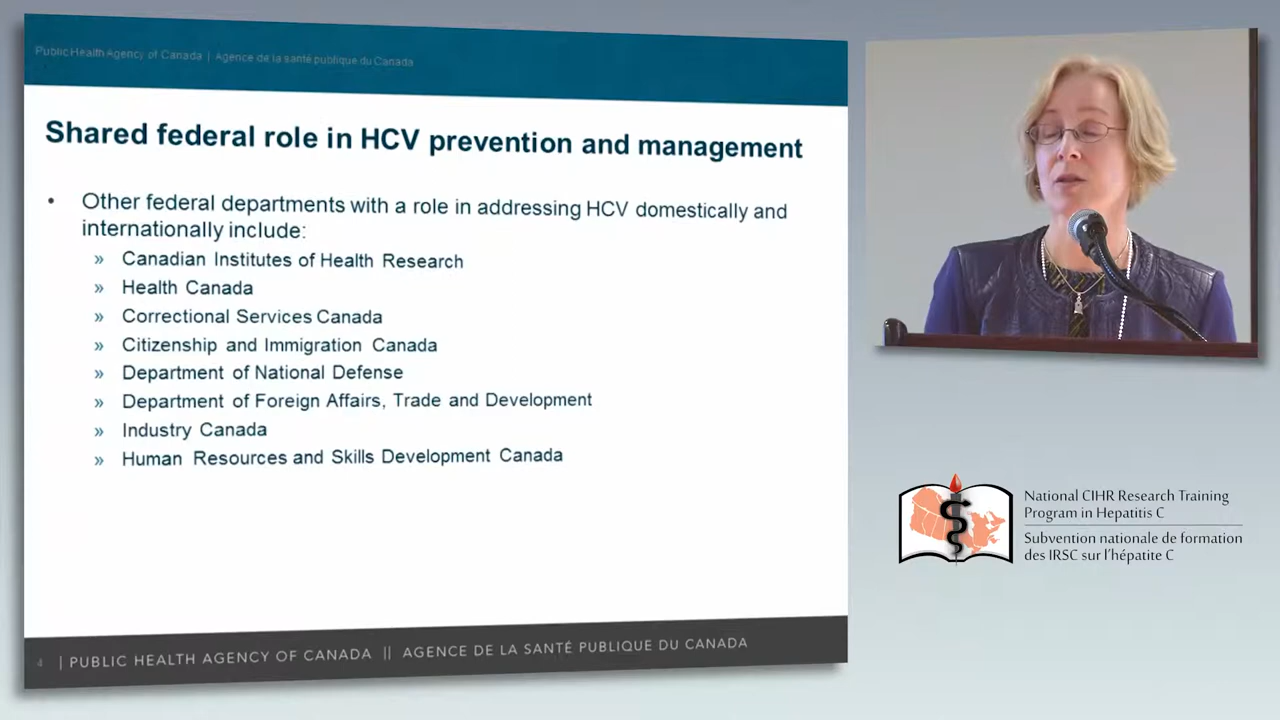 Public Health Agency of Canada | Agence de la santé publique du Canada
Shared federal role in HCV prevention and management
• Other federal departments with a role in addressing HCV domestically and
internationally include:
» Canadian Institutes of Health Research
» Health Canada
» Correctional Services Canada
» Citizenship and Immigration Canada
» Department of National Defense
» Department of Foreign Affairs, Trade and Development
» Industry Canada
» Human Resources and Skills Development Canada
4 | PUBLIC HEALTH AGENCY OF CANADA || AGENCE DE LA SANTÉ PUBLIQUE DU CANADA
National CIHR Research Training
Program in Hepatitis C
Subvention nationale de formation
des IRSC sur l'hépatite C